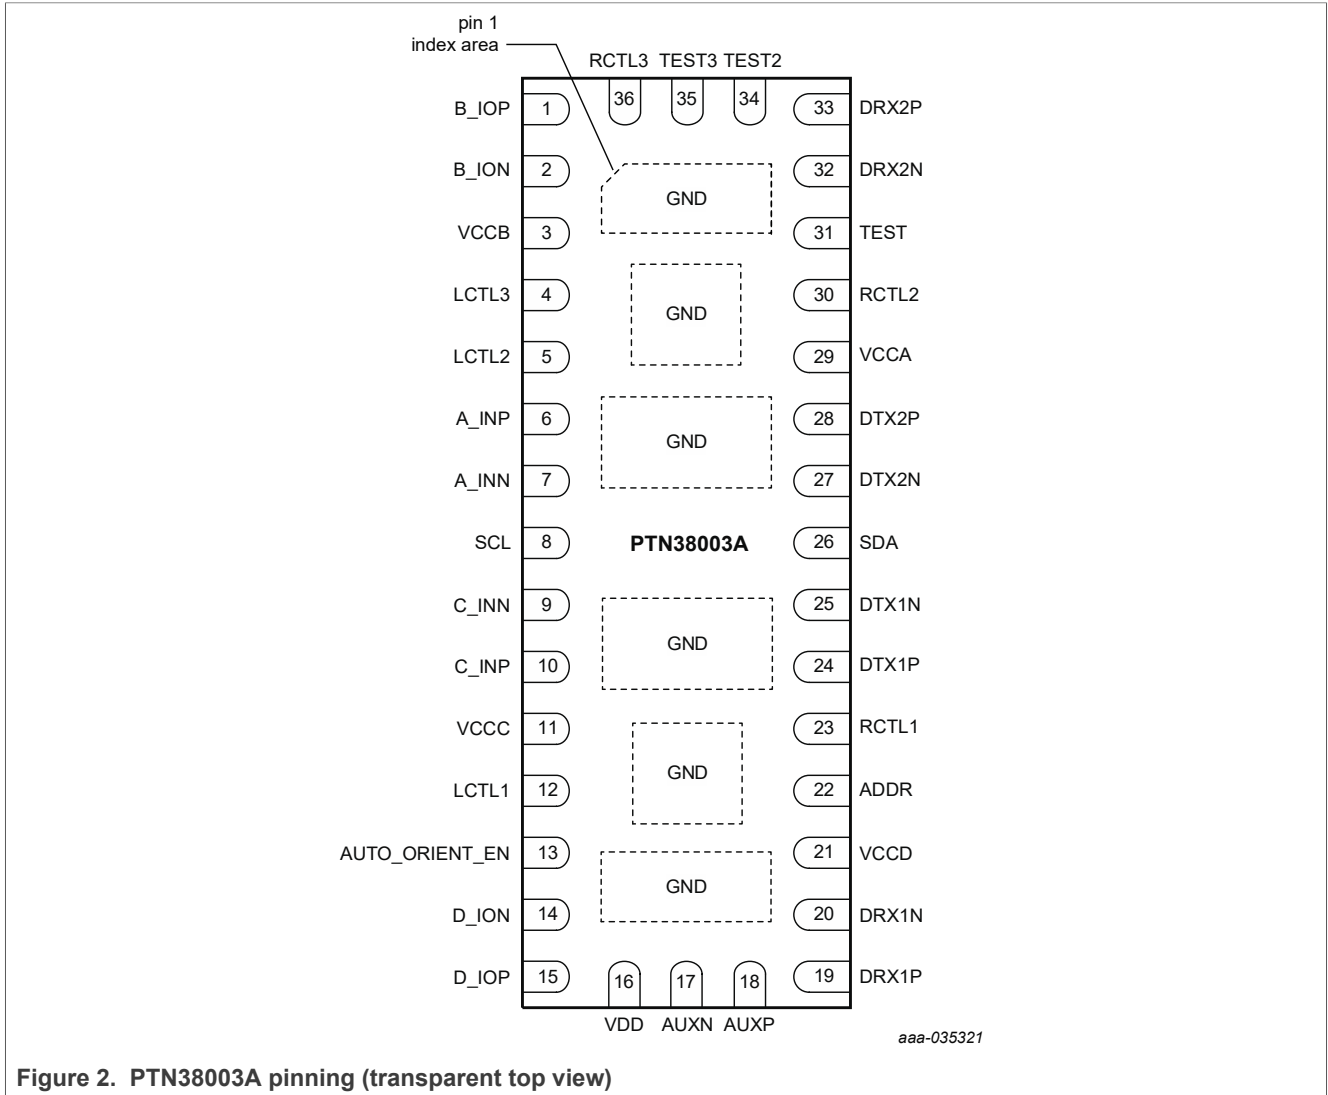 pin 1
index area
RCTL3 TEST3 TEST2
36 35 34
B_IOP 1 33 DRX2P
B_ION 2 32 DRX2N
GND
VCCB 3 31 TEST
LCTL3 4 30 RCTL2
GND
LCTL2 5 29 VCCA
A_INP 6 28 DTX2P
GND
A_INN 7 27 DTX2N
SCL 8 PTN38003A 26 SDA
C_INN 9 25 DTX1N
GND
C_INP 10 24 DTX1P
VCCC 11 23 RCTL1
GND
LCTL1 12 22 ADDR
AUTO_ORIENT_EN 13 21 VCCD
GND
D_ION 14 20 DRX1N
D_IOP 15 19 DRX1P
16 17 18
VDD AUXN AUXP
aaa-035321
Figure 2. PTN38003A pinning (transparent top view)